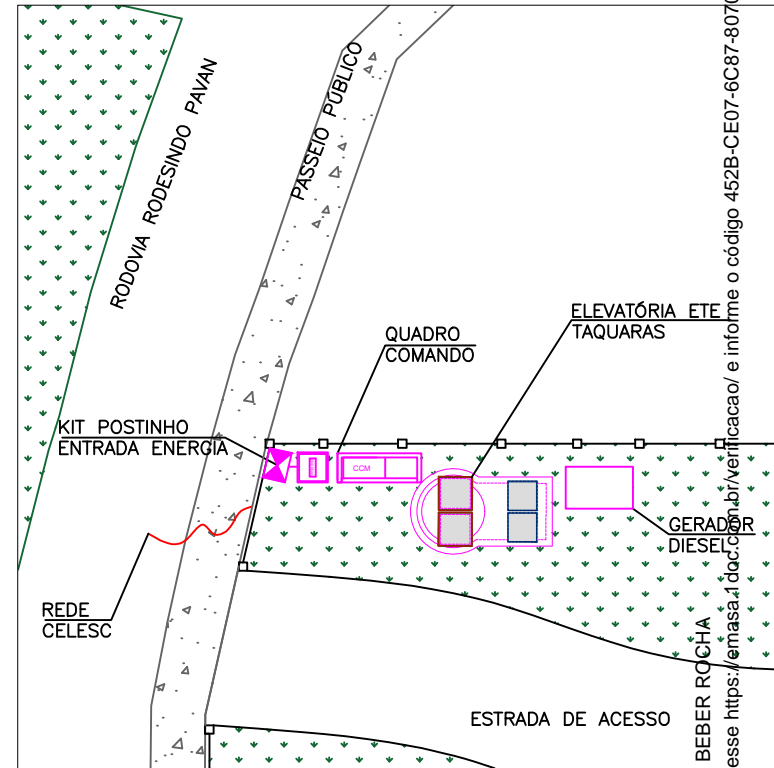 RODOVIA RODESINDO PAVAN
PASSEIO PÚBLICO
ELEVATÓRIA ETE
TAQUARAS
QUADRO
COMANDO
KIT POSTINHO
ENTRADA ENERGIA
CCM
GERADOR
DIESEL
REDE
CELESC
ESTRADA DE ACESSO
BEBER ROCHA
esse https://emasa.1doc.com.br/verificacao/ e informe o código 452B-CE07-6C87-8070